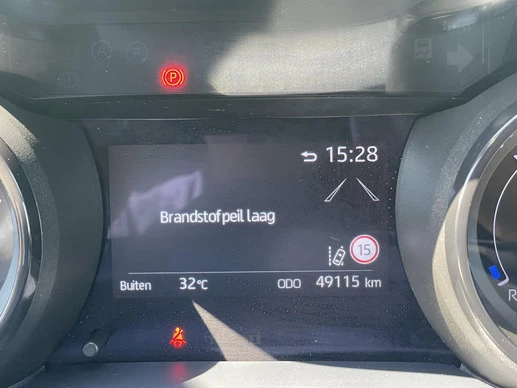 P
15:28
Brandstofpeil laag
15
Buiten 32°C ODO 49115 km
R